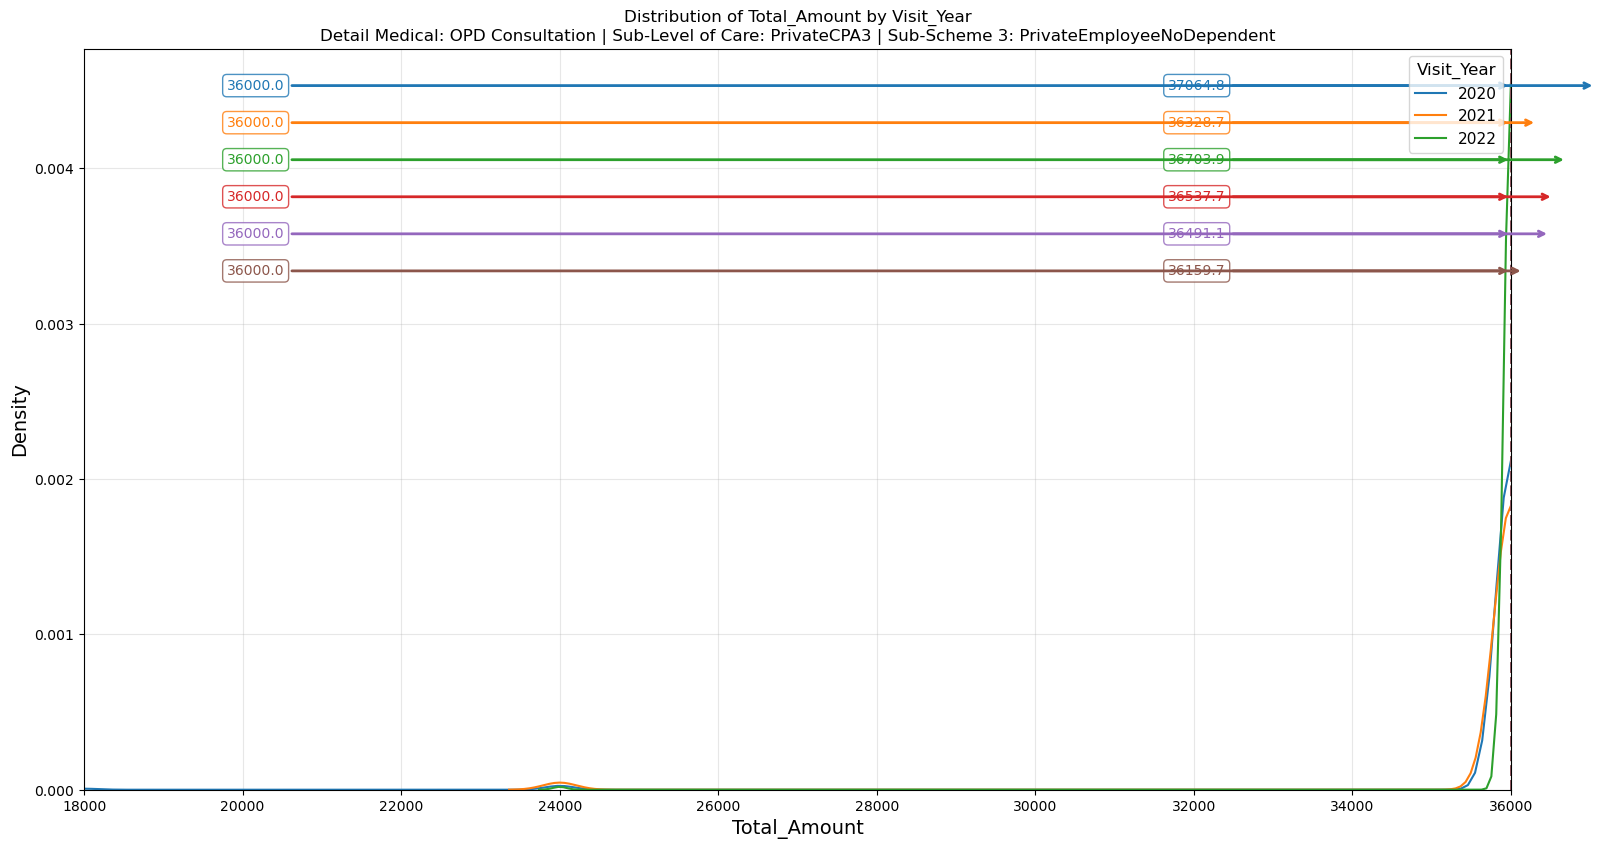 Distribution of Total_Amount by Visit_Year
Detail Medical: OPD Consultation | Sub-Level of Care: PrivateCPA3 | Sub-Scheme 3: PrivateEmployeeNoDependent
Visit_Year
2020
2021
2022
36000.0 37064.8
36000.0 36328.7
36000.0 36703.9
36000.0 36537.7
36000.0 36491.1
36000.0 36159.7
Density
0.004
0.003
0.002
0.001
0.000
18000 20000 22000 24000 26000 28000 30000 32000 34000 36000
Total_Amount